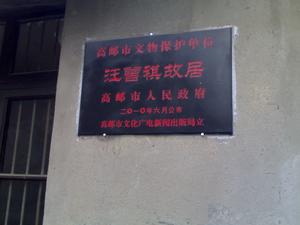 高邮市文物保护单位
汪曾祺故居
高邮市人民政府
二〇一〇年六月公布
高邮市文化广电新闻出版局立